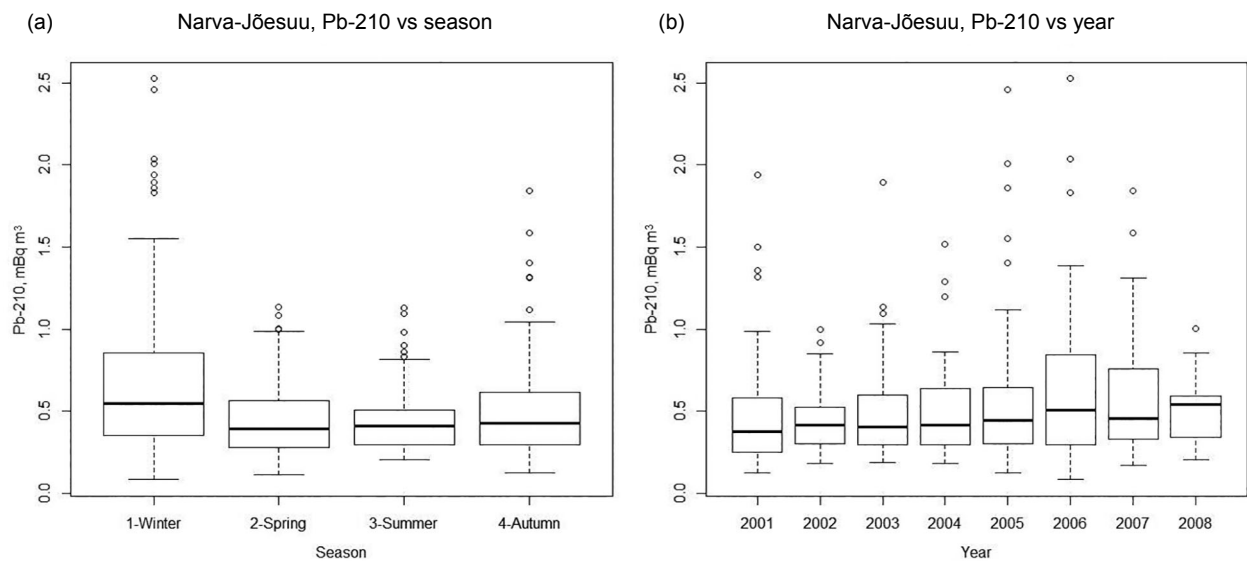 (a) Narva-Jõesuu, Pb-210 vs season
Pb-210, mBq m³
2.5
2.0
1.5
1.0
0.5
0.0
1-Winter 2-Spring 3-Summer 4-Autumn
Season
(b) Narva-Jõesuu, Pb-210 vs year
Pb-210, mBq m³
2.5
2.0
1.5
1.0
0.5
0.0
2001 2002 2003 2004 2005 2006 2007 2008
Year